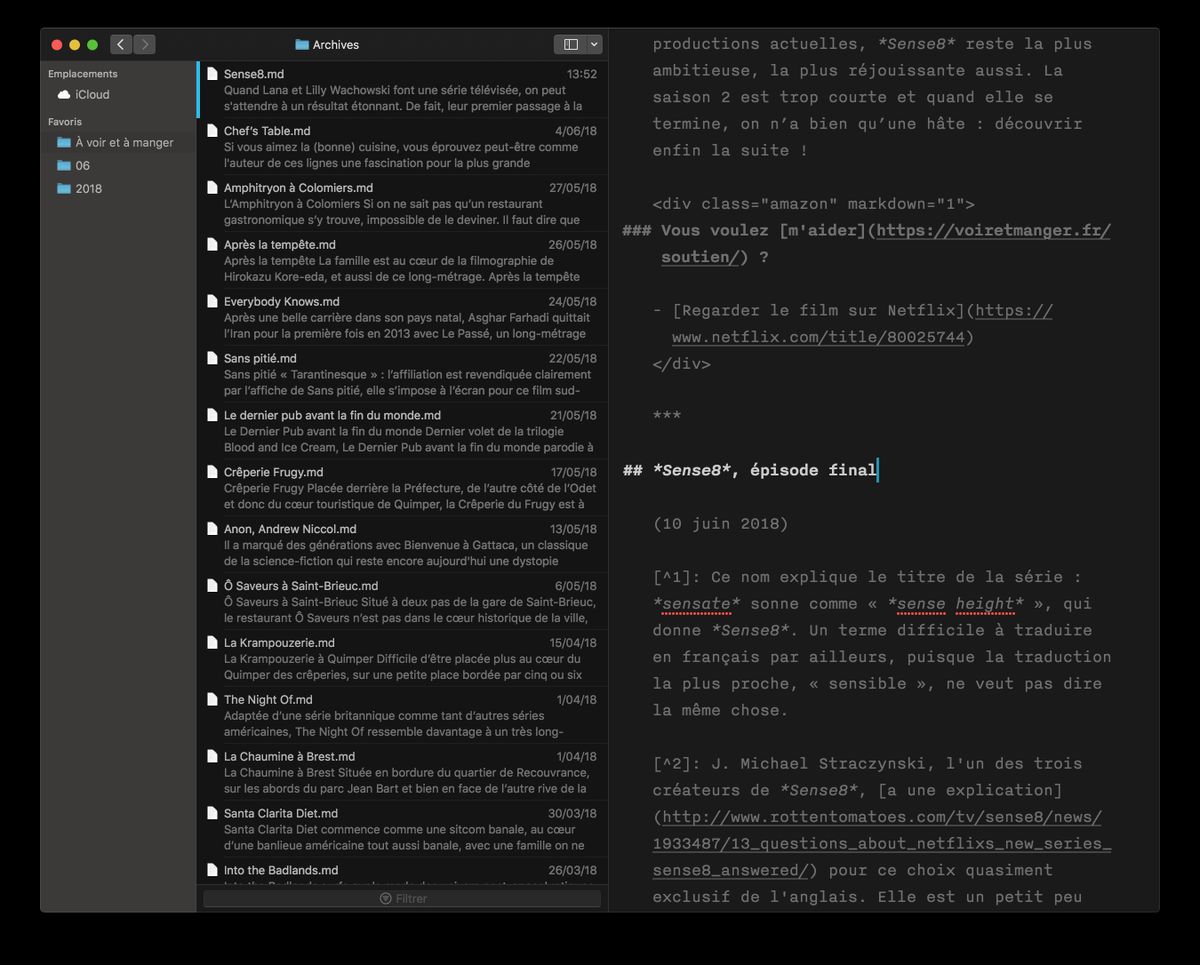 Archives
Emplacements
iCloud
Favoris
À voir et à manger
06
2018
Sense8.md 13:52
Quand Lana et Lilly Wachowski font une série télévisée, on peut
s'attendre à un résultat étonnant. De fait, leur premier passage à la
Chef's Table.md 4/06/18
Si vous aimez la (bonne) cuisine, vous éprouvez peut-être comme
l'auteur de ces lignes une fascination pour la plus grande
Amphitryon à Colomiers.md 27/05/18
L'Amphitryon à Colomiers Si on ne sait pas qu'un restaurant
gastronomique s'y trouve, impossible de le deviner. Il faut dire que
Après la tempête.md 26/05/18
Après la tempête La famille est au cœur de la filmographie de
Hirokazu Kore-eda, et aussi de ce long-métrage. Après la tempête
Everybody Knows.md 24/05/18
Après une belle carrière dans son pays natal, Asghar Farhadi quittait
l'Iran pour la première fois en 2013 avec Le Passé, un long-métrage
Sans pitié.md 22/05/18
Sans pitié « Tarantinesque » : l'affiliation est revendiquée clairement
par l'affiche de Sans pitié, elle s'impose à l'écran pour ce film sud-
Le dernier pub avant la fin du monde.md 21/05/18
Le Dernier Pub avant la fin du monde Dernier volet de la trilogie
Blood and Ice Cream, Le Dernier Pub avant la fin du monde parodie à
Crêperie Frugy.md 17/05/18
Crêperie Frugy Placée derrière la Préfecture, de l'autre côté de l'Odet
et donc du cœur touristique de Quimper, la Crêperie du Frugy est à
Anon, Andrew Niccol.md 13/05/18
Il a marqué des générations avec Bienvenue à Gattaca, un classique
de la science-fiction qui reste encore aujourd'hui une dystopie
Ô Saveurs à Saint-Brieuc.md 6/05/18
Ô Saveurs à Saint-Brieuc Situé à deux pas de la gare de Saint-Brieuc,
le restaurant Ô Saveurs n'est pas dans le cœur historique de la ville,
La Krampouzerie.md 15/04/18
La Krampouzerie à Quimper Difficile d'être placée plus au cœur du
Quimper des crêperies, sur une petite place bordée par cinq ou six
The Night Of.md 1/04/18
Adaptée d'une série britannique comme tant d'autres séries
américaines, The Night Of ressemble davantage à un très long-
La Chaumine à Brest.md 1/04/18
La Chaumine à Brest Située en bordure du quartier de Recouvrance,
sur les abords du parc Jean Bart et bien en face de l'autre rive de la
Santa Clarita Diet.md 30/03/18
Santa Clarita Diet commence comme une sitcom banale, au cœur
d'une banlieue américaine tout aussi banale, avec une famille on ne
Into the Badlands.md 26/03/18
Filtrer
productions actuelles, *Sense8* reste la plus
ambitieuse, la plus réjouissante aussi. La
saison 2 est trop courte et quand elle se
termine, on n'a bien qu'une hâte : découvrir
enfin la suite !
<div class="amazon" markdown="1">
### Vous voulez [m'aider](https://voiretmanger.fr/
soutien/) ?
- [Regarder le film sur Netflix](https://
www.netflix.com/title/80025744)
</div>
***
## *Sense8*, épisode final
(10 juin 2018)
[^1]: Ce nom explique le titre de la série :
*sensate* sonne comme « *sense height* », qui
donne *Sense8*. Un terme difficile à traduire
en français par ailleurs, puisque la traduction
la plus proche, « sensible », ne veut pas dire
la même chose.
[^2]: J. Michael Straczynski, l'un des trois
créateurs de *Sense8*, [a une explication]
(http://www.rottentomatoes.com/tv/sense8/news/
1933487/13_questions_about_netflixs_new_series_
sense8_answered/) pour ce choix quasiment
exclusif de l'anglais. Elle est un petit peu